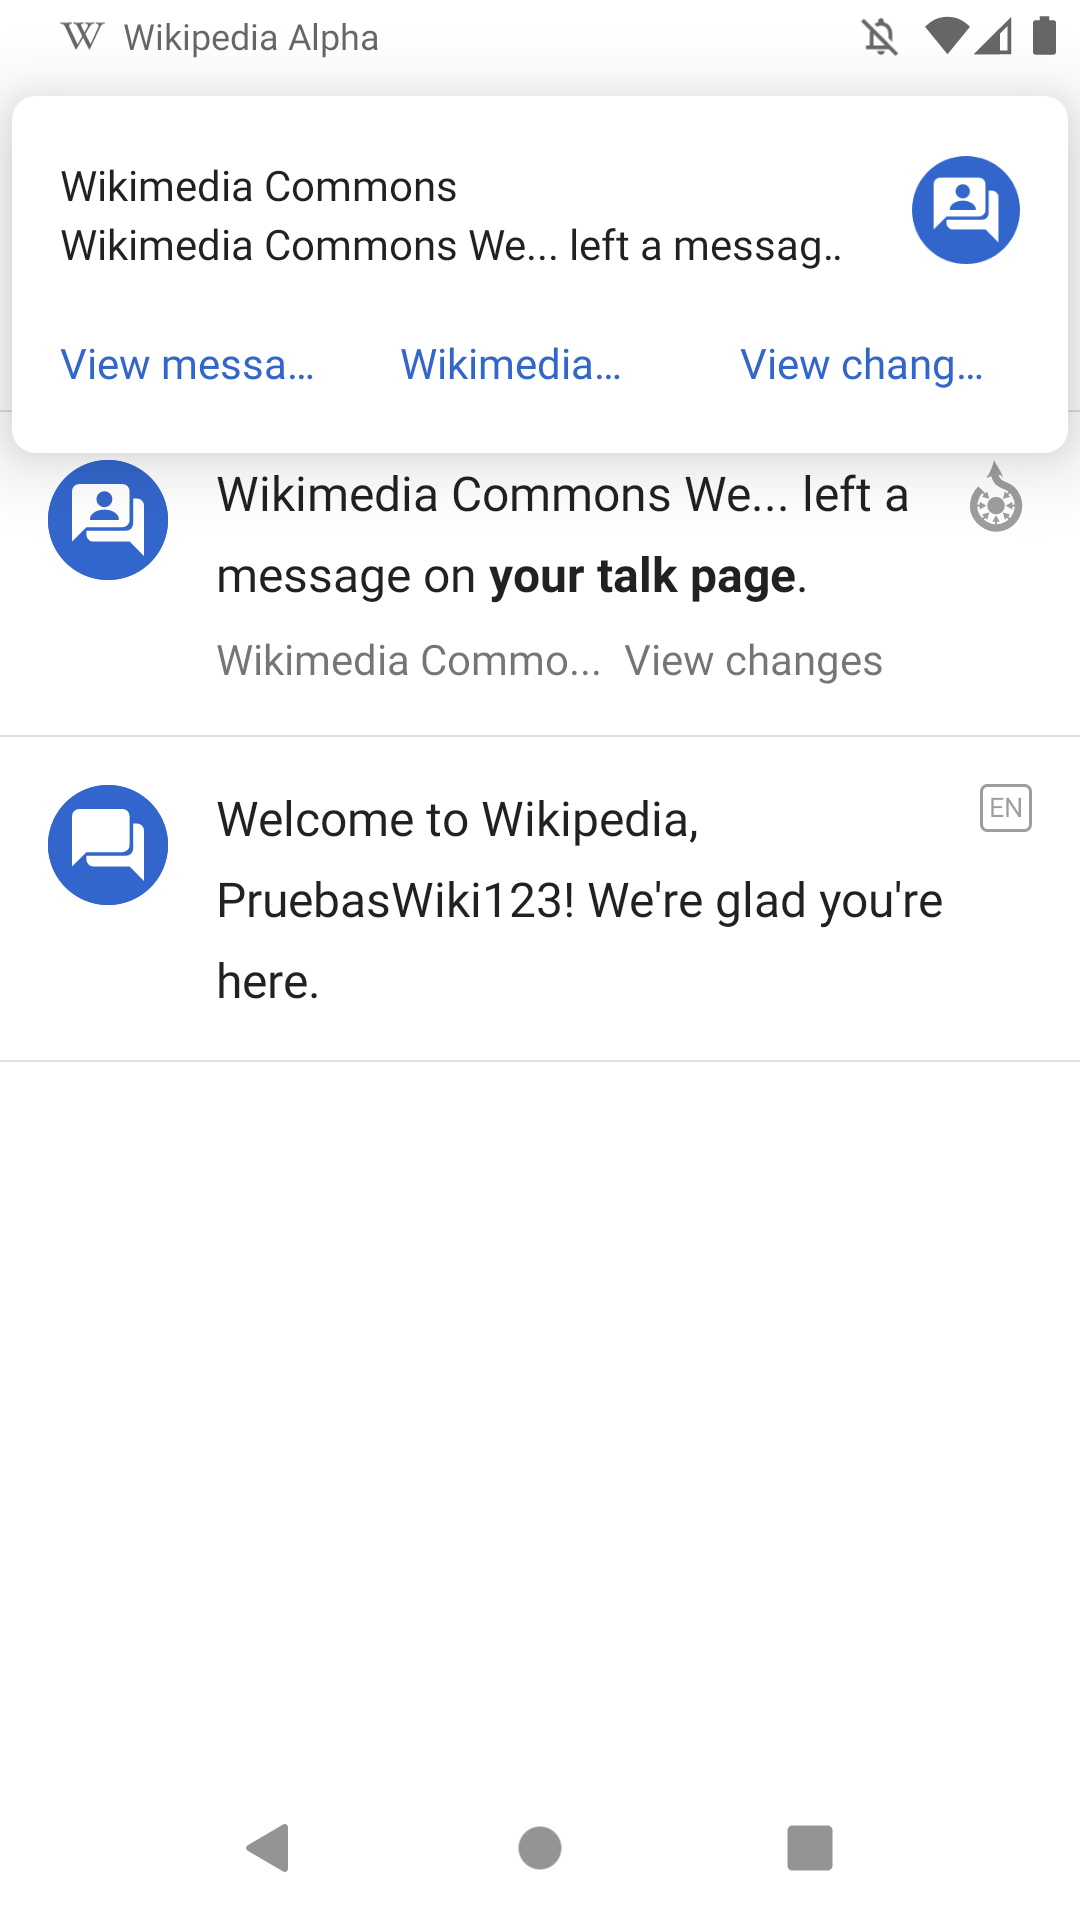 W Wikipedia Alpha
Wikimedia Commons
Wikimedia Commons We... left a messag..
View messa...
Wikimedia...
View chang...
Wikimedia Commons We... left a
message on your talk page.
Wikimedia Commo... View changes
Welcome to Wikipedia,
EN
PruebasWiki123! We're glad you're
here.